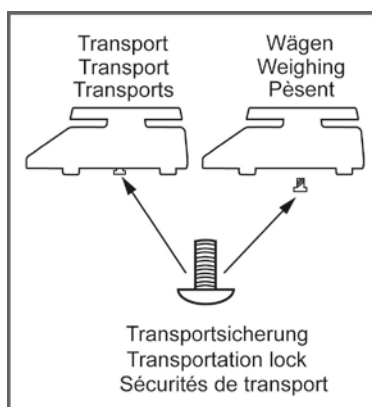 Transport
Transport
Transports
Wägen
Weighing
Pèsent
Transportsicherung
Transportation lock
Sécurités de transport